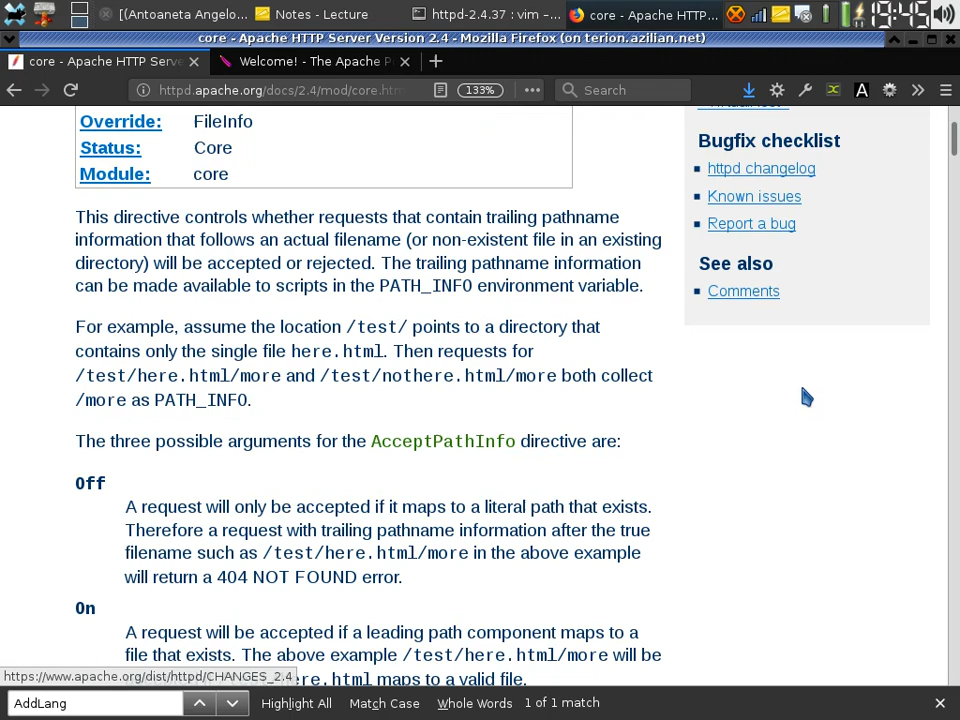 [(Antoaneta Angelo... Notes - Lecture httpd-2.4.37 : vim -... core - Apache HTTP... 19:45
core - Apache HTTP Server Version 2.4 - Mozilla Firefox (on terion.azilian.net)
core - Apache HTTP Serve Welcome! - The Apache P
httpd.apache.org/docs/2.4/mod/core.htm 133% Search
Override: FileInfo
Status: Core
Module: core
This directive controls whether requests that contain trailing pathname
information that follows an actual filename (or non-existent file in an existing
directory) will be accepted or rejected. The trailing pathname information
can be made available to scripts in the PATH_INFO environment variable.
For example, assume the location /test/ points to a directory that
contains only the single file here.html. Then requests for
/test/here.html/more and /test/nothere.html/more both collect
/more as PATH_INFO.
The three possible arguments for the AcceptPathInfo directive are:
Off
A request will only be accepted if it maps to a literal path that exists.
Therefore a request with trailing pathname information after the true
filename such as /test/here.html/more in the above example
will return a 404 NOT FOUND error.
On
A request will be accepted if a leading path component maps to a
file that exists. The above example /test/here.html/more will be
here.html maps to a valid file.
Bugfix checklist
httpd changelog
Known issues
Report a bug
See also
Comments
https://www.apache.org/dist/httpd/CHANGES_2.4
AddLang Highlight All Match Case Whole Words 1 of 1 match